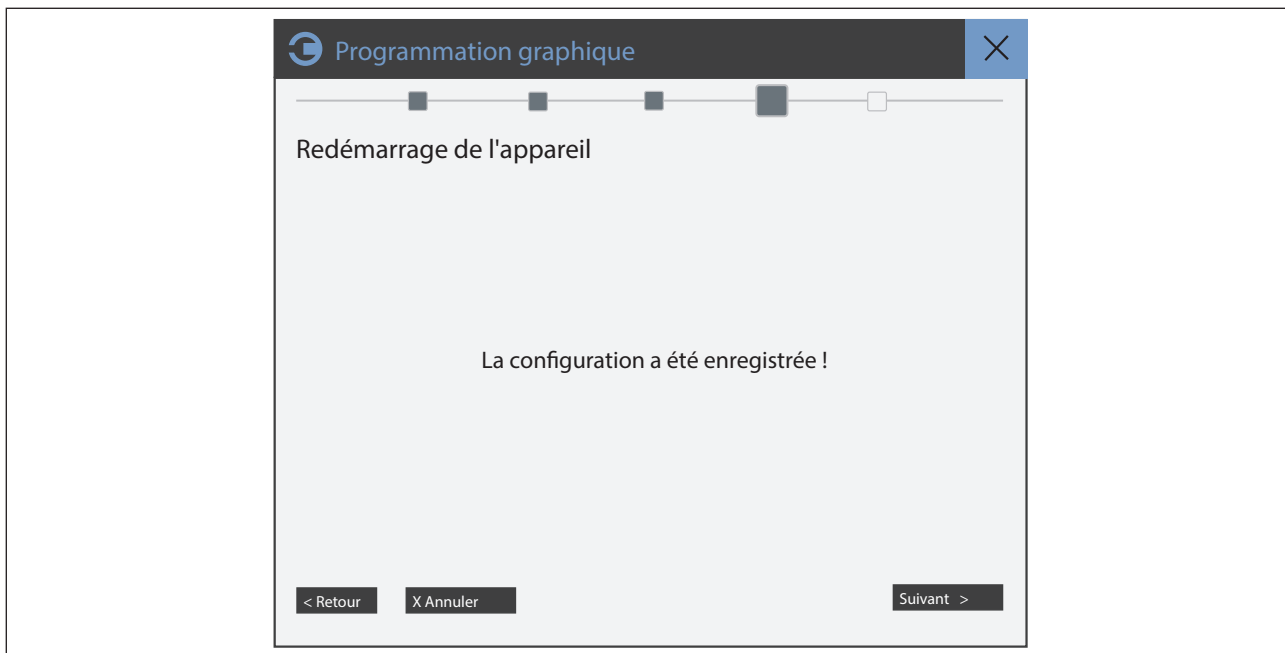 Programmation graphique
Redémarrage de l'appareil
La configuration a été enregistrée !
< Retour X Annuler Suivant >